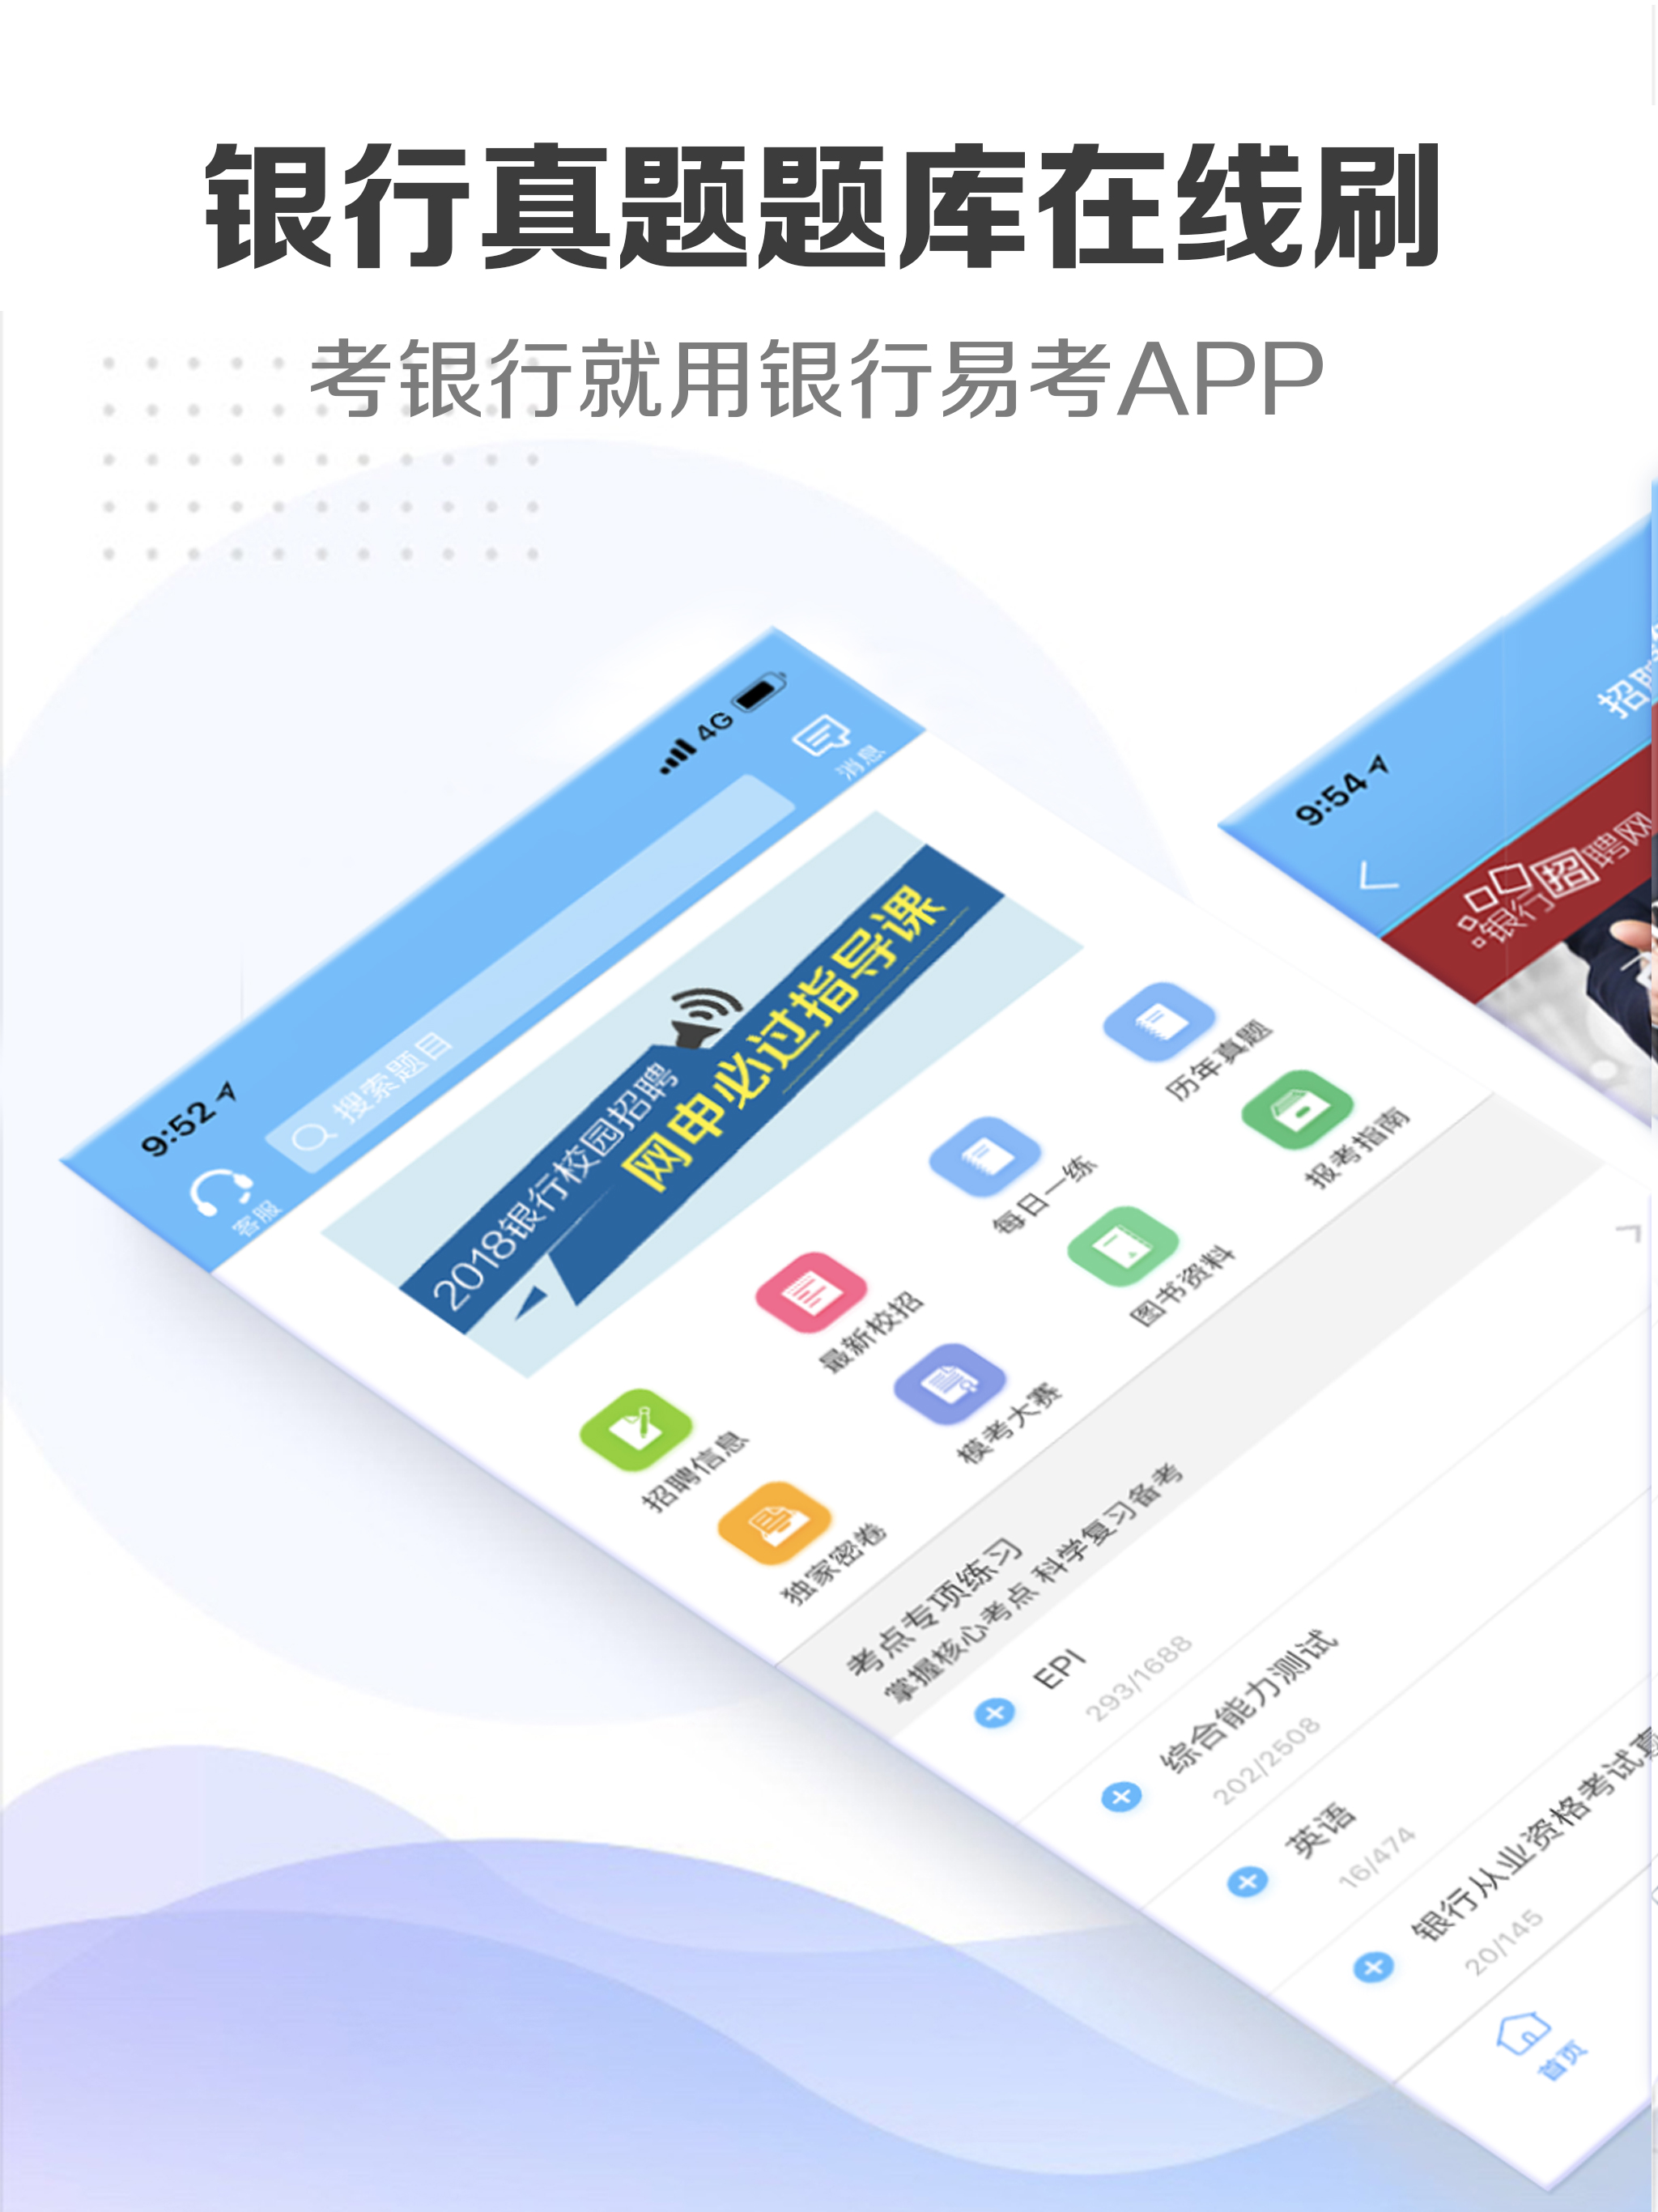 银行真题题库在线刷
考银行就用银行易考APP
9:52
4G
客服
搜索题目
消息
2018银行校园招聘
网申必过指导课
招聘信息
最新校招
每日一练
历年真题
独家密卷
模考大赛
图书资料
报考指南
考点专项练习
掌握核心考点 科学复习备考
EPI
293/1688
综合能力测试
202/2508
英语
16/474
银行从业资格考试真
20/145
首页
9:54
招聘
银行招聘网